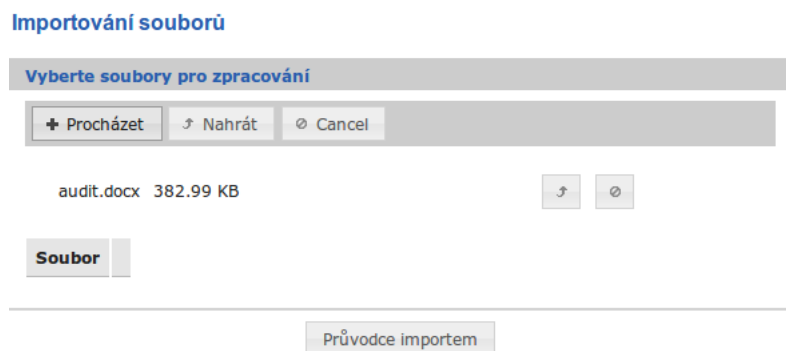 Importování souborů
Vyberte soubory pro zpracování
Procházet Nahrát Cancel
audit.docx 382.99 KB
Soubor
Průvodce importem